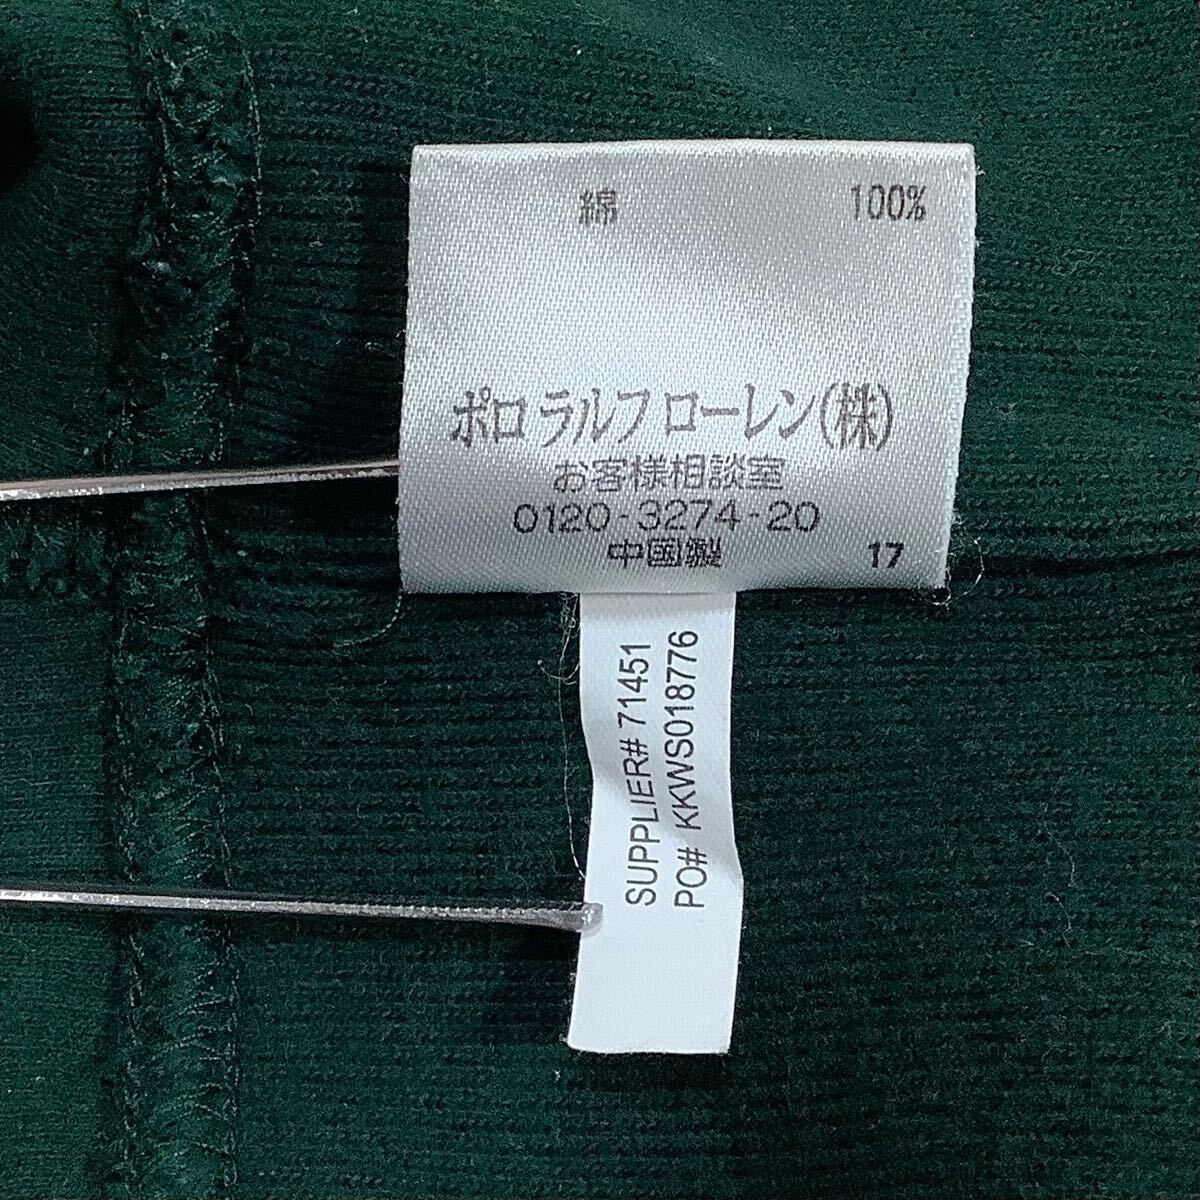 綿 100%
ポロ ラルフ ローレン(株)
お客様相談室
0120-3274-20
中国製 17
SUPPLIER# 71451
PO# KKWS018776